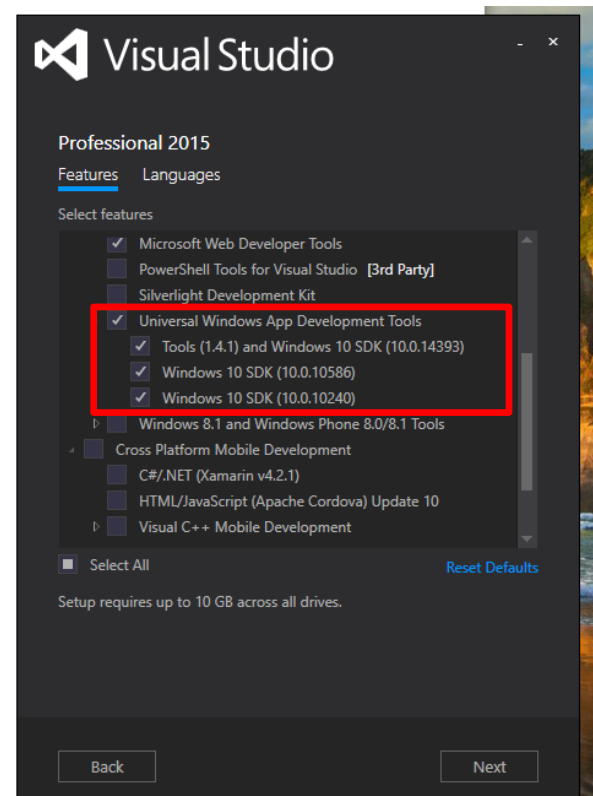 Visual Studio
Professional 2015
Features Languages
Select features
Microsoft Web Developer Tools
PowerShell Tools for Visual Studio [3rd Party]
Silverlight Development Kit
Universal Windows App Development Tools
Tools (1.4.1) and Windows 10 SDK (10.0.14393)
Windows 10 SDK (10.0.10586)
Windows 10 SDK (10.0.10240)
Windows 8.1 and Windows Phone 8.0/8.1 Tools
Cross Platform Mobile Development
C#/.NET (Xamarin v4.2.1)
HTML/JavaScript (Apache Cordova) Update 10
Visual C++ Mobile Development
Select All Reset Defaults
Setup requires up to 10 GB across all drives.
Back Next